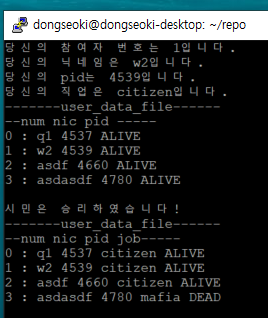 dongseoki@dongseoki-desktop: ~/repo
당신의 참여자 번호는 1입니다.
당신의 닉네임은 w2입니다.
당신의 pid는 4539입니다.
당신의 직업은 citizen입니다.
-------user_data_file------
--num nic pid -----
0 : q1 4537 ALIVE
1 : w2 4539 ALIVE
2 : asdf 4660 ALIVE
3 : asdasdf 4780 ALIVE
시민은 승리하였습니다!
-------user_data_file------
--num nic pid job-----
0 : q1 4537 citizen ALIVE
1 : w2 4539 citizen ALIVE
2 : asdf 4660 citizen ALIVE
3 : asdasdf 4780 mafia DEAD